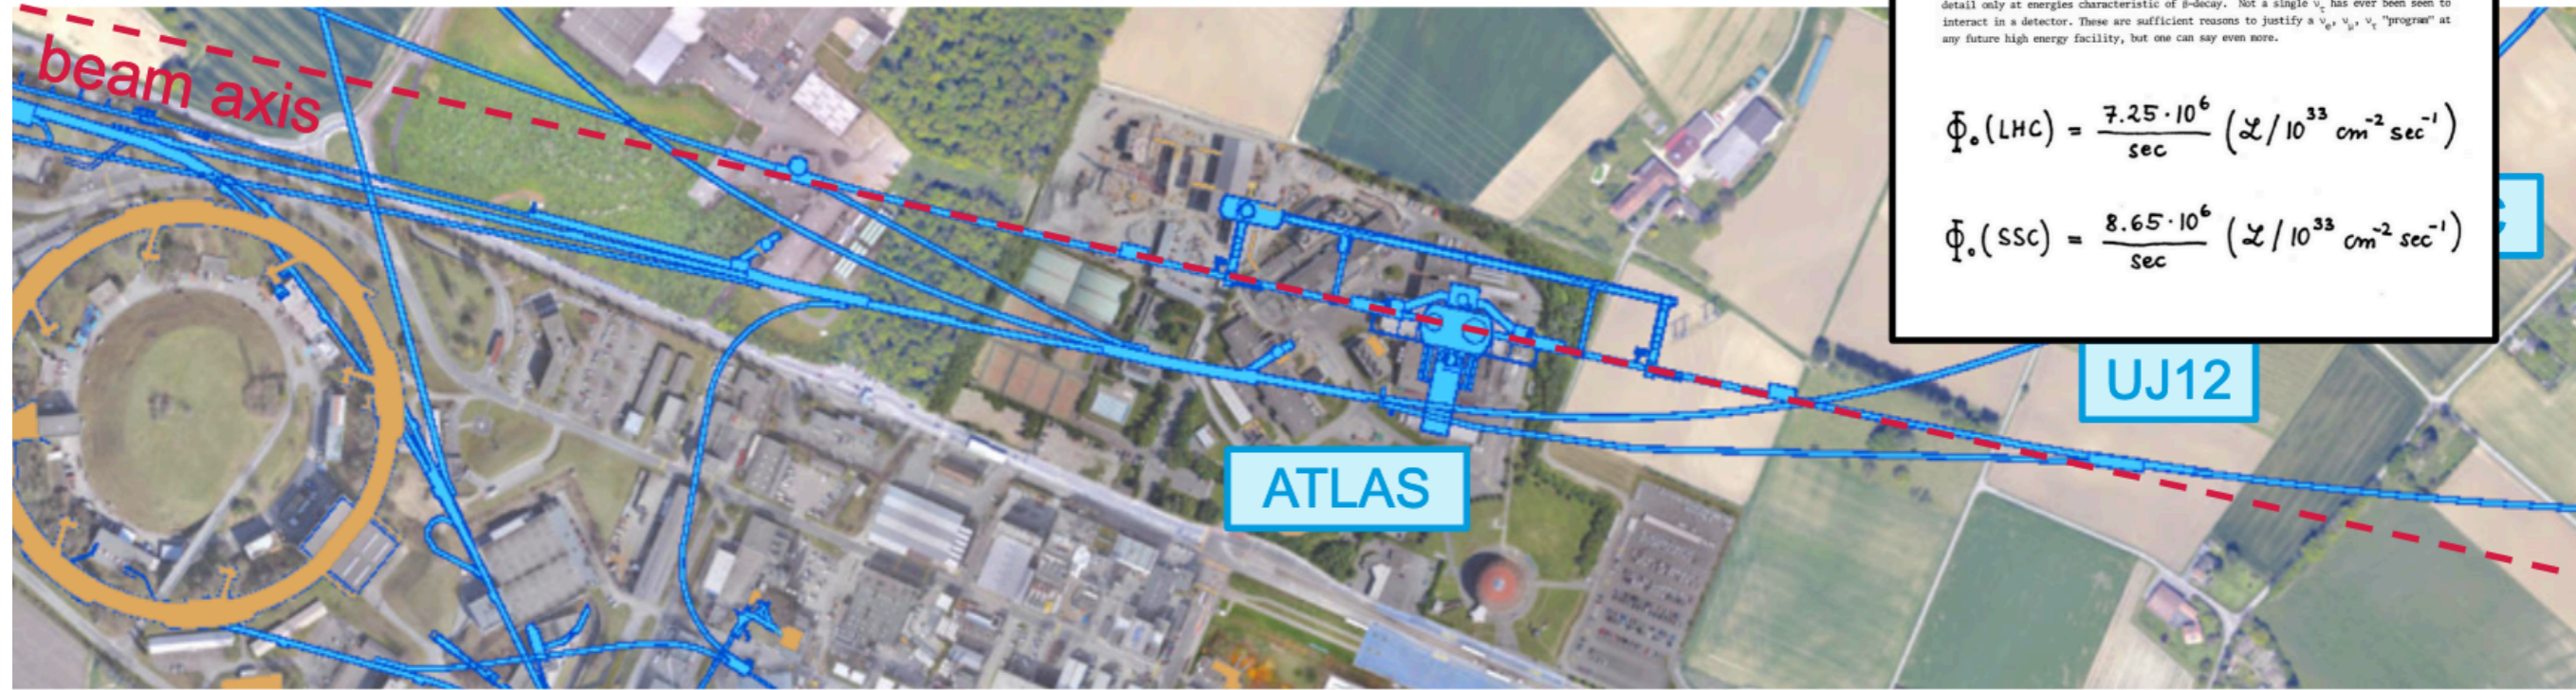 detail only at energies characteristic of β-decay. Not a single ν_τ has ever been seen to
interact in a detector. These are sufficient reasons to justify a ν_e, ν_μ, ν_τ "program" at
any future high energy facility, but one can say even more.
Φ₀(LHC) = 7.25·10⁶/sec (ℒ/10³³ cm⁻² sec⁻¹)
Φ₀(SSC) = 8.65·10⁶/sec (ℒ/10³³ cm⁻² sec⁻¹)
beam axis
UJ12
ATLAS